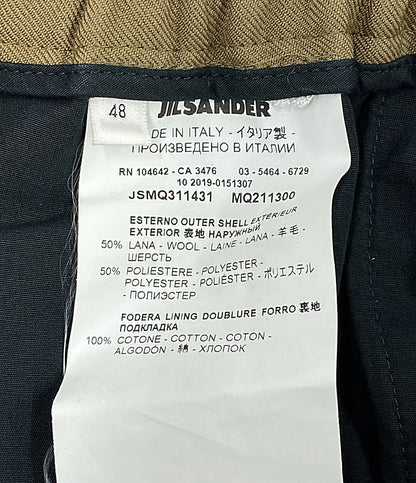 48
JIL SANDER
DE IN ITALY - イタリア製 -
ПРОИЗВЕДЕНО В ИТАЛИИ
RN 104642 - CA 3476 03 - 5464 - 6729
10 2019-0151307
JSMQ311431 MQ211300
ESTERNO OUTER SHELL EXTÉRIEUR
EXTERIOR 表地 НАРУЖНЫЙ
50% LANA - WOOL - LAINE - LANA - 羊毛 -
ШЕРСТЬ
50% POLIESTERE - POLYESTER -
POLYESTER - POLIÉSTER - ポリエステル
- ПОЛИЭСТЕР
FODERA LINING DOUBLURE FORRO 裏地
ПОДКЛАДКА
100% COTONE - COTTON - COTON -
ALGODÓN - 綿 - ХЛОПОК